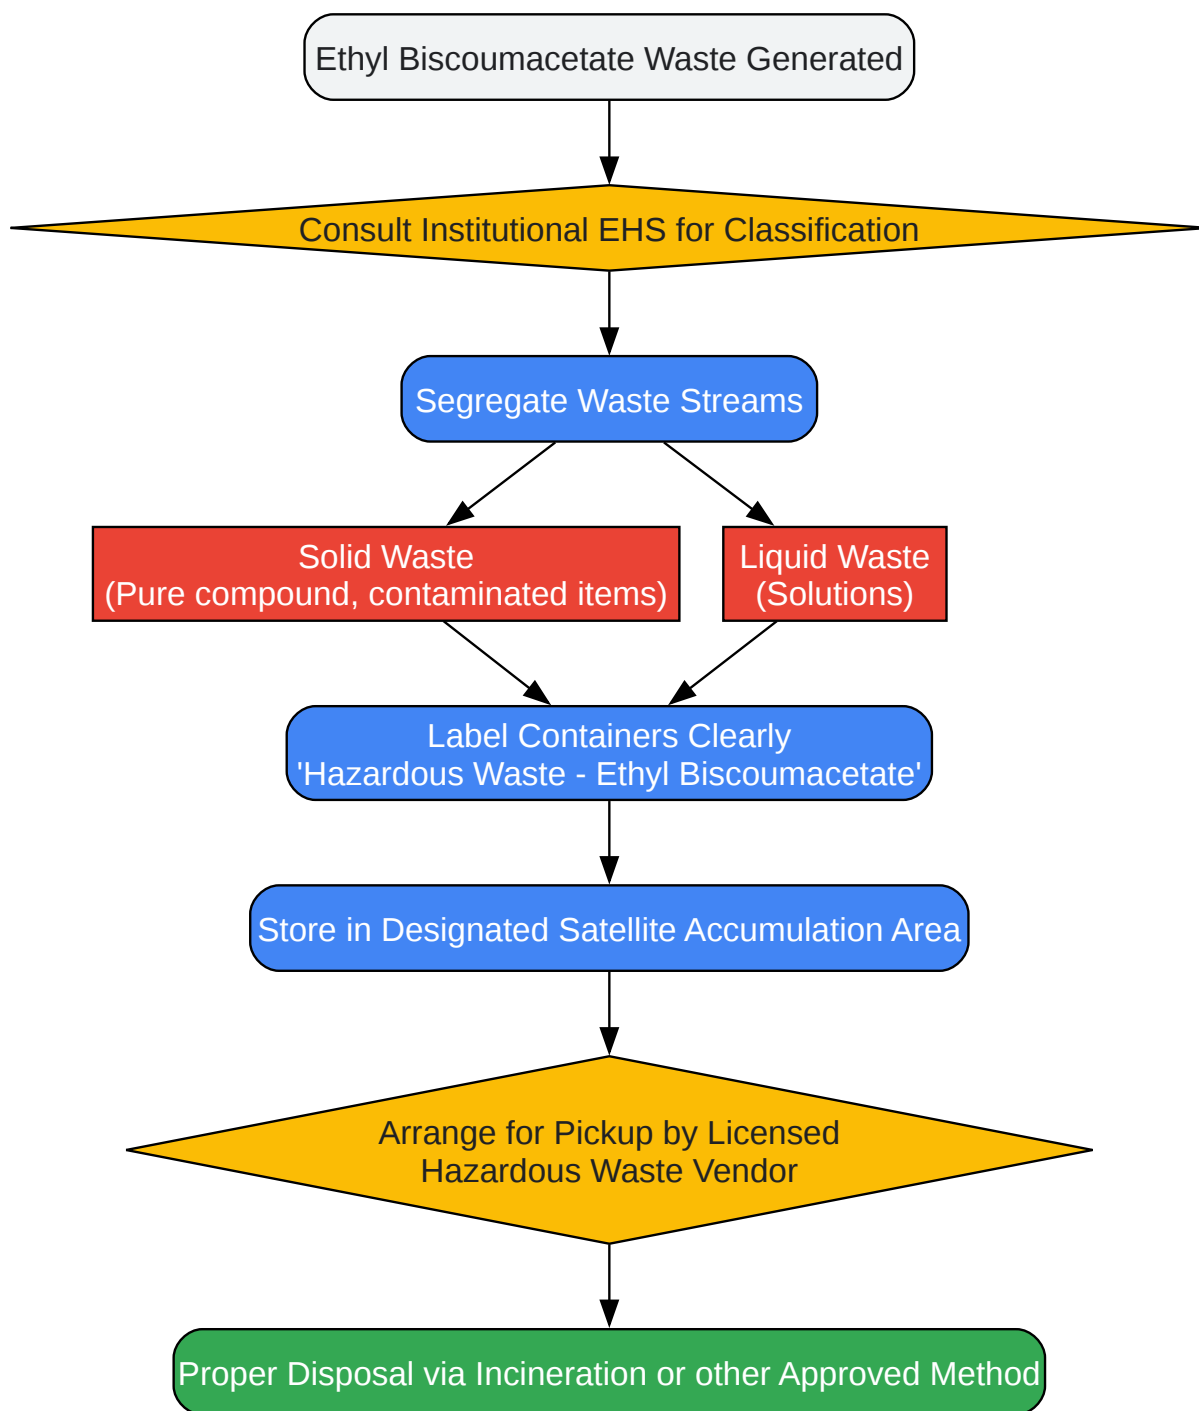 Ethyl Biscoumacetate Waste Generated
Consult Institutional EHS for Classification
Segregate Waste Streams
Solid Waste
(Pure compound, contaminated items)
Liquid Waste
(Solutions)
Label Containers Clearly
'Hazardous Waste - Ethyl Biscoumacetate'
Store in Designated Satellite Accumulation Area
Arrange for Pickup by Licensed
Hazardous Waste Vendor
Proper Disposal via Incineration or other Approved Method